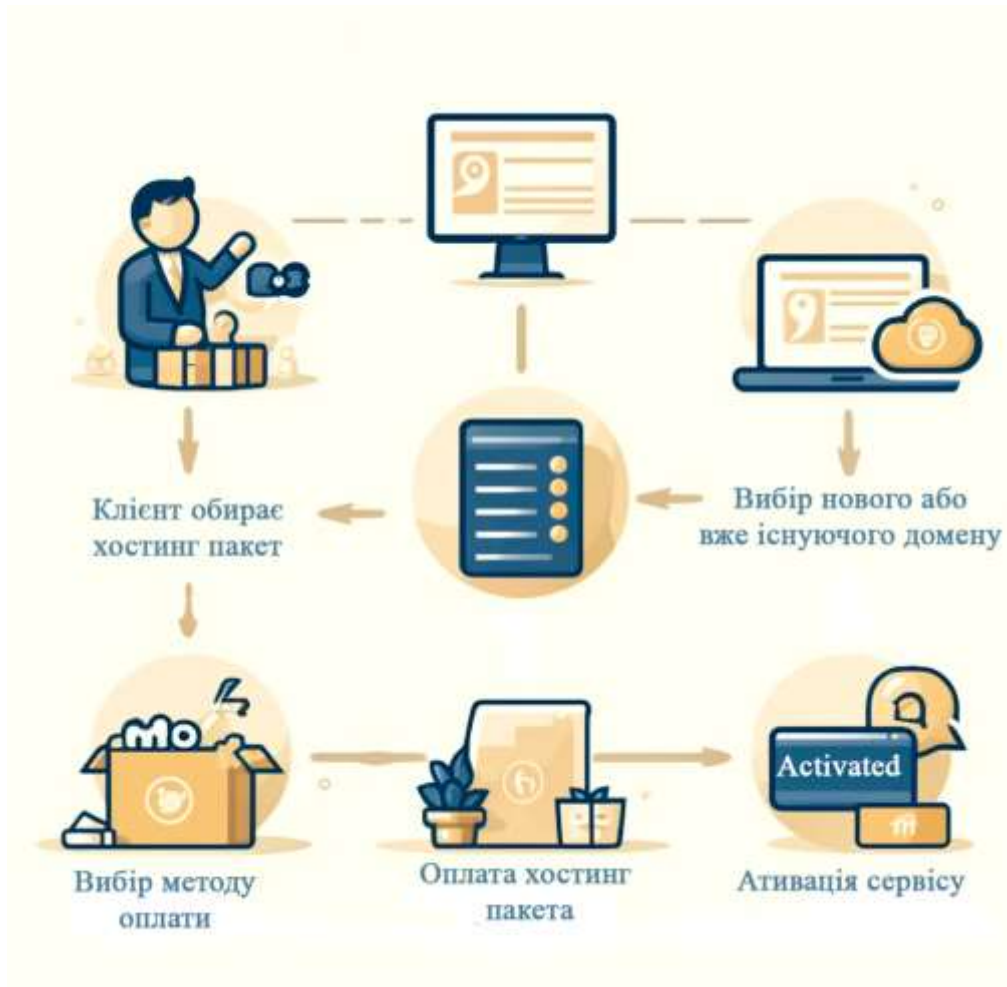 Клієнт обирає
хостинг пакет
Вибір нового або
вже існуючого домену
Mo
Activated
m
Вибір методу
оплати
Оплата хостинг
пакета
Ативація сервісу